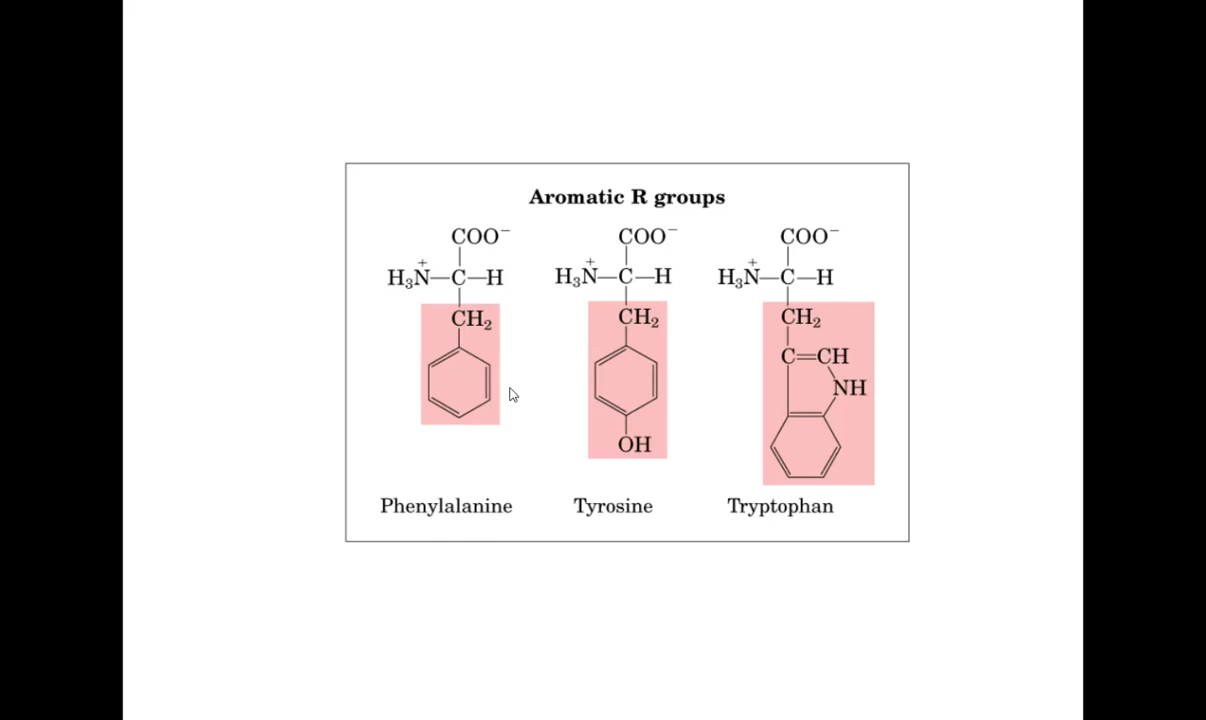 Aromatic R groups
COO⁻ COO⁻ COO⁻
H₃N⁺—C—H H₃N⁺—C—H H₃N⁺—C—H
CH₂ CH₂ CH₂
C=CH
NH
OH
Phenylalanine Tyrosine Tryptophan